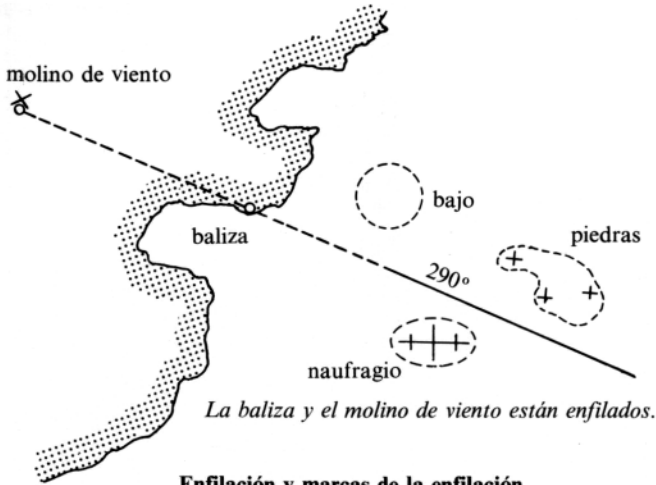 molino de viento
bajo
baliza
piedras
290º
naufragio
La baliza y el molino de viento están enfilados.
Enfilación y marcas de la enfilación